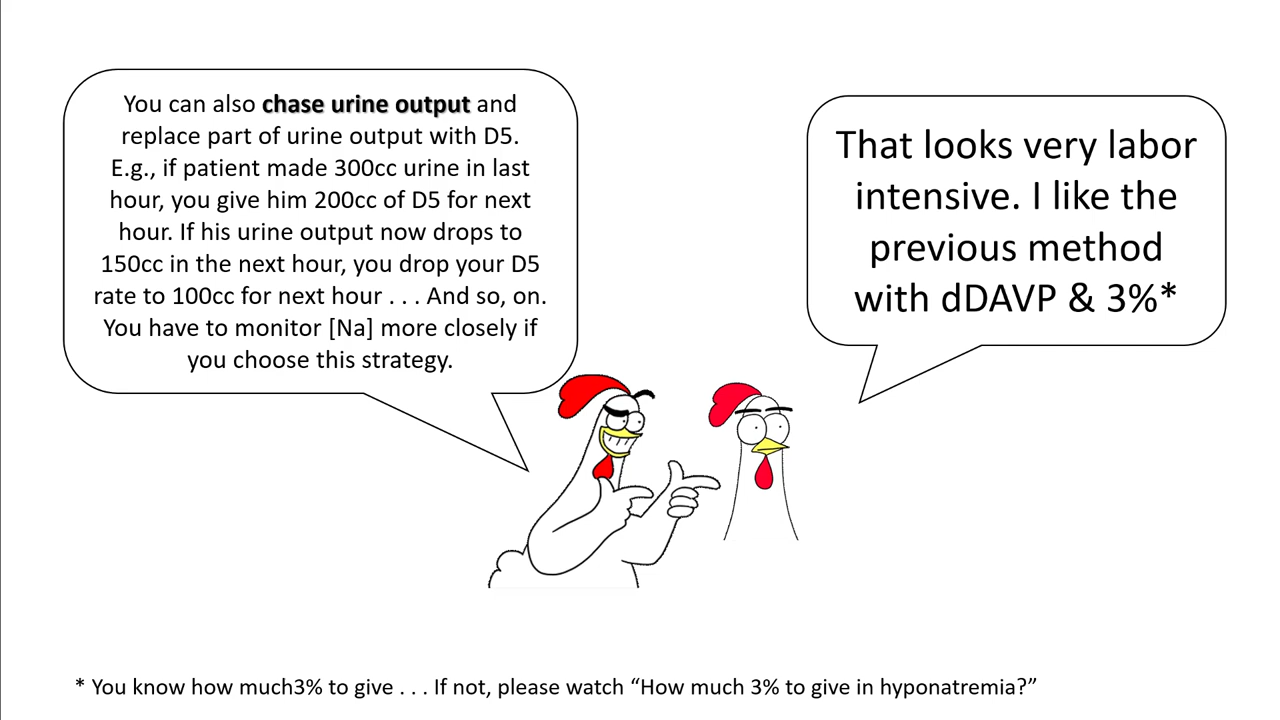 You can also chase urine output and
replace part of urine output with D5.
E.g., if patient made 300cc urine in last
hour, you give him 200cc of D5 for next
hour. If his urine output now drops to
150cc in the next hour, you drop your D5
rate to 100cc for next hour . . . And so, on.
You have to monitor [Na] more closely if
you choose this strategy.
That looks very labor
intensive. I like the
previous method
with dDAVP & 3%*
* You know how much3% to give . . . If not, please watch “How much 3% to give in hyponatremia?”